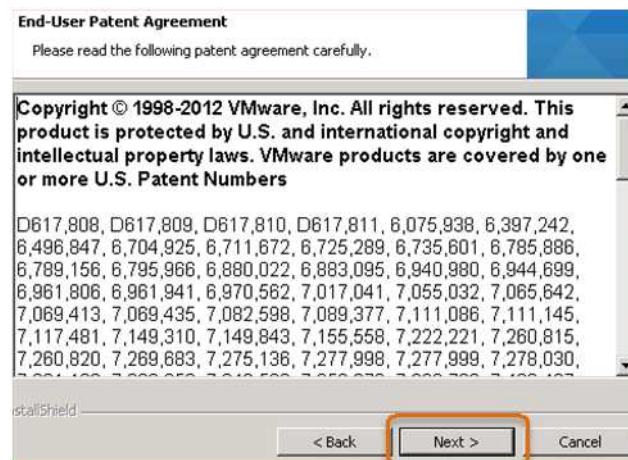 End-User Patent Agreement
Please read the following patent agreement carefully.
Copyright © 1998-2012 VMware, Inc. All rights reserved. This
product is protected by U.S. and international copyright and
intellectual property laws. VMware products are covered by one
or more U.S. Patent Numbers
D617,808, D617,809, D617,810, D617,811, 6,075,938, 6,397,242,
6,496,847, 6,704,925, 6,711,672, 6,725,289, 6,735,601, 6,785,886,
6,789,156, 6,795,966, 6,880,022, 6,883,095, 6,940,980, 6,944,699,
6,961,806, 6,961,941, 6,970,562, 7,017,041, 7,055,032, 7,065,642,
7,069,413, 7,069,435, 7,082,598, 7,089,377, 7,111,086, 7,111,145,
7,117,481, 7,149,310, 7,149,843, 7,155,558, 7,222,221, 7,260,815,
7,260,820, 7,269,683, 7,275,136, 7,277,998, 7,277,999, 7,278,030,
stallShield
< Back
Next >
Cancel